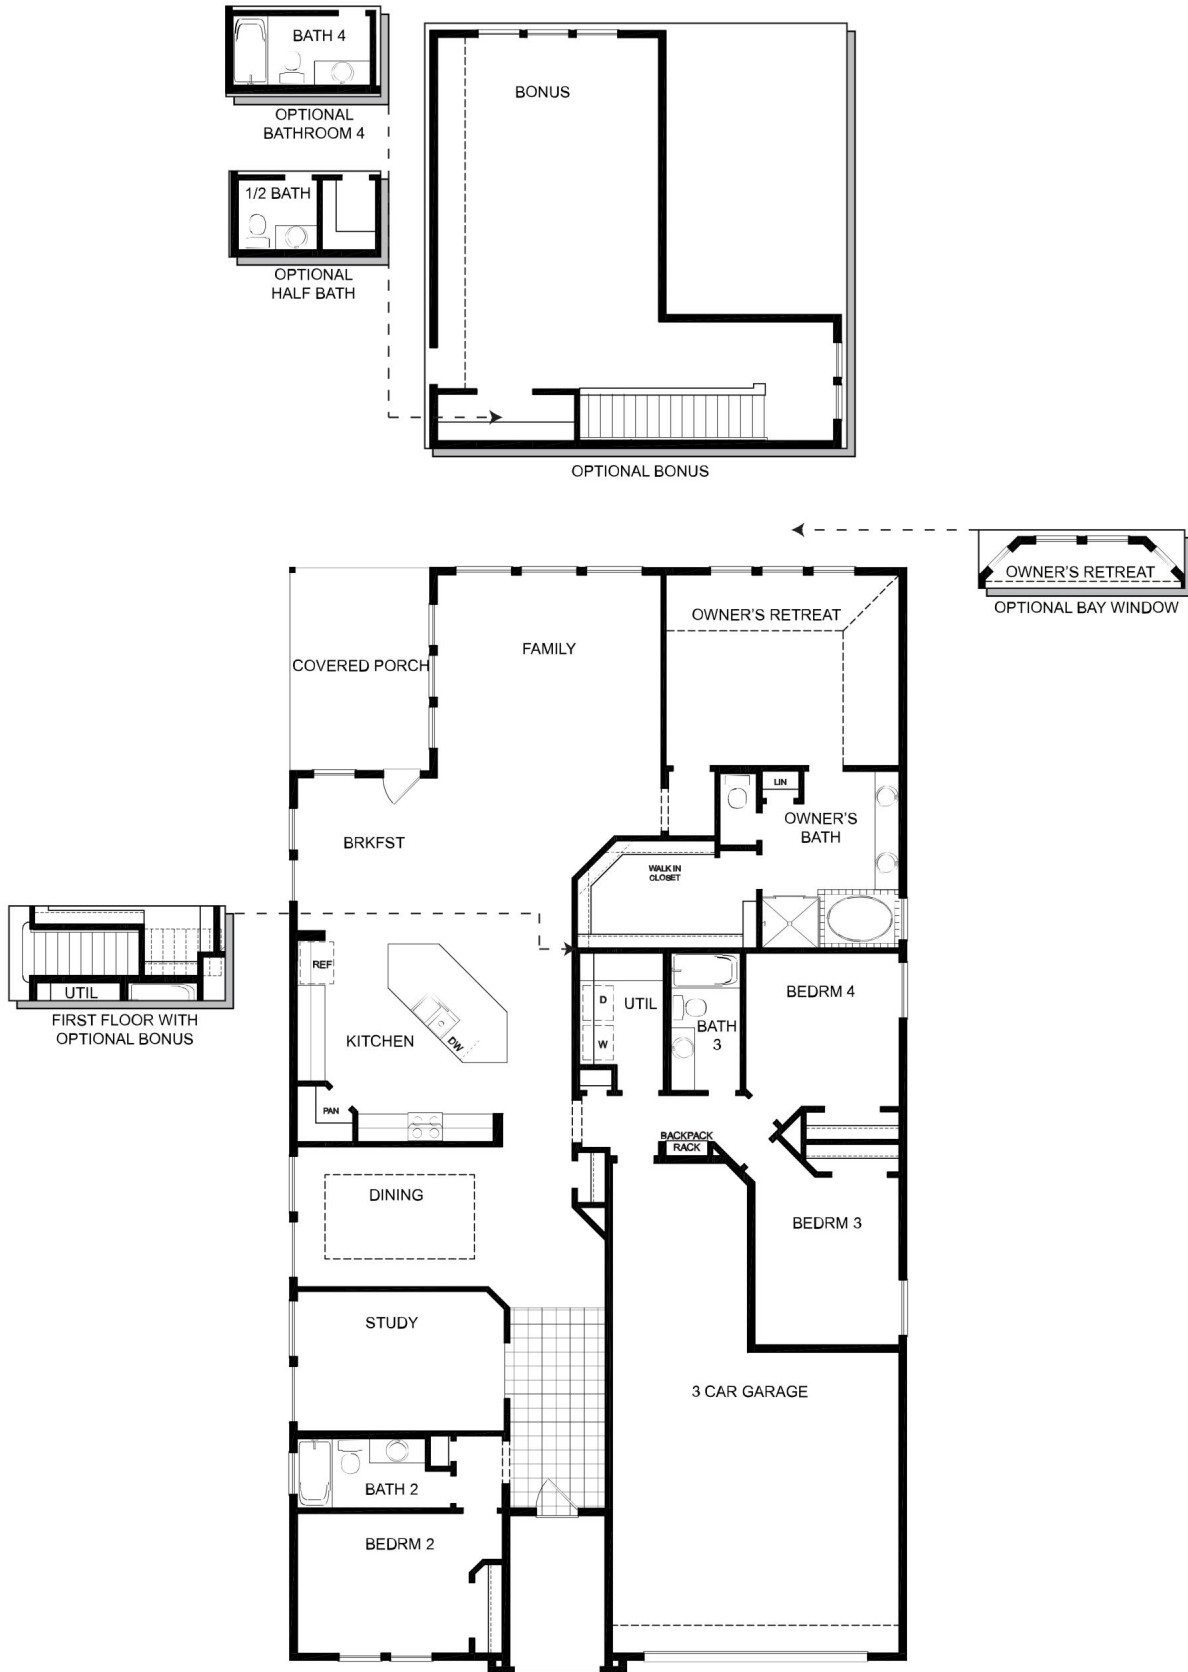 BATH 4
OPTIONAL
BATHROOM 4
1/2 BATH
OPTIONAL
HALF BATH
BONUS
OPTIONAL BONUS
OWNER'S RETREAT
OPTIONAL BAY WINDOW
OWNER'S RETREAT
FAMILY
COVERED PORCH
LIN
OWNER'S
BATH
BRKFST
WALK IN
CLOSET
UTIL
FIRST FLOOR WITH
OPTIONAL BONUS
REF
KITCHEN
DW
PAN
D
W
UTIL
BATH
3
BEDRM 4
BACKPACK
RACK
DINING
BEDRM 3
STUDY
3 CAR GARAGE
BATH 2
BEDRM 2